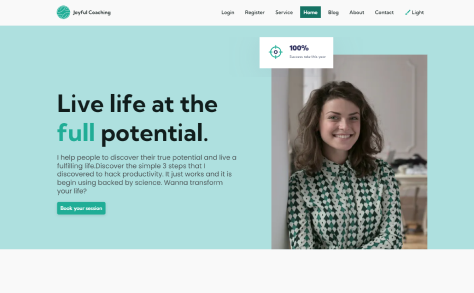 Joyful Coaching
Login Register Service Home Blog About Contact Light
100%
Success rate this year
Live life at the
full potential.
I help people to discover their true potential and live a
fulfilling life.Discover the simple 3 steps that I
discovered to hack productivity. It just works and it is
begin using backed by science. Wanna transform
your life?
Book your session